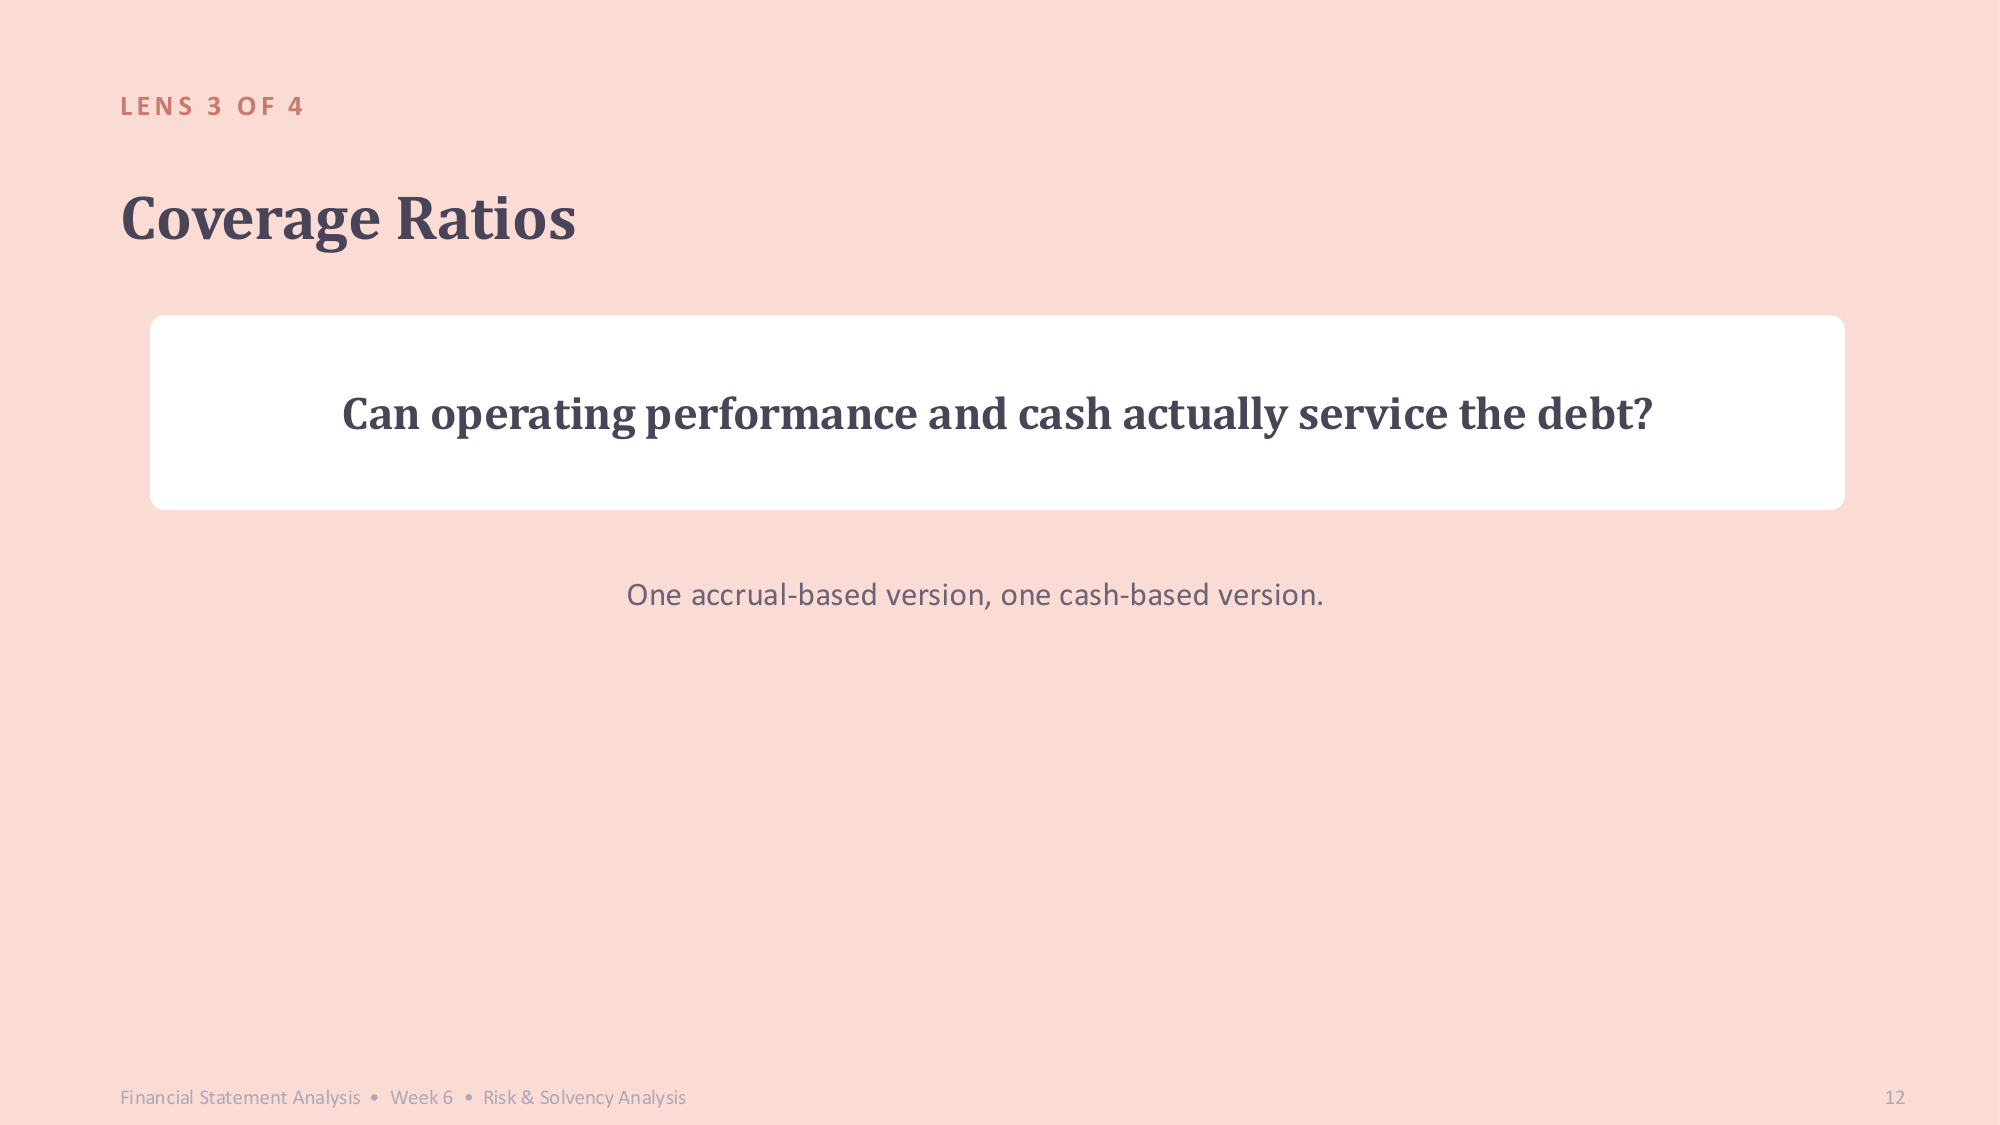 LENS 3 OF 4
Coverage Ratios
Can operating performance and cash actually service the debt?
One accrual-based version, one cash-based version.
Financial Statement Analysis • Week 6 • Risk & Solvency Analysis
12